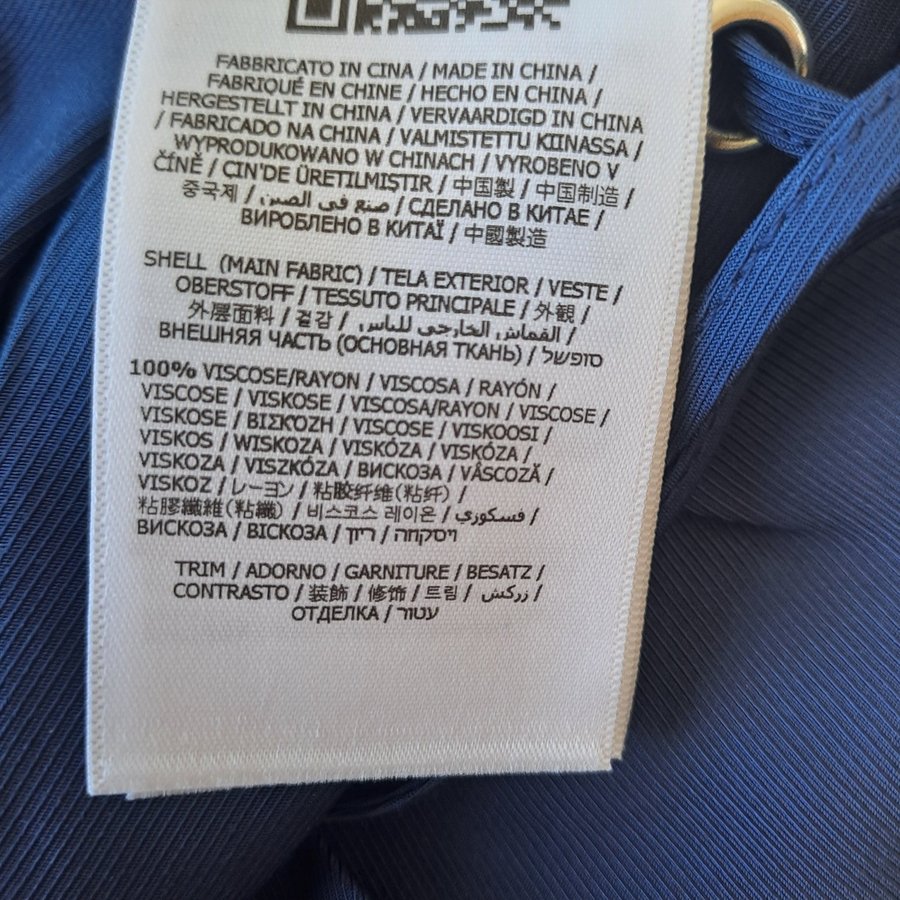 FABBRICATO IN CINA / MADE IN CHINA /
FABRIQUÉ EN CHINE / HECHO EN CHINA /
HERGESTELLT IN CHINA / VERVAARDIGD IN CHINA
/ FABRICADO NA CHINA / VALMISTETTU KIINASSA /
WYPRODUKOWANO W CHINACH / VYROBENO V
ČÍNĚ / ÇIN'DE ÜRETILMIŞTIR / 中国製 / 中国制造 /
중국제 / صنع في الصين / СДЕЛАНО В КИТАЕ /
ВИРОБЛЕНО В КИТАЇ / 中國製造
SHELL (MAIN FABRIC) / TELA EXTERIOR / VESTE /
OBERSTOFF / TESSUTO PRINCIPALE / 外観 /
外层面料 / 겉감 / القماش الخارجي للباس /
ВНЕШНЯЯ ЧАСТЬ (ОСНОВНАЯ ТКАНЬ) / סופשל
100% VISCOSE/RAYON / VISCOSA / RAYÓN /
VISCOSE / VISKOSE / VISCOSA/RAYON / VISCOSE /
VISKOSE / ΒΙΣΚΌΖΗ / VISCOSE / VISKOOSI /
VISKOS / WISKOZA / VISKÓZA / VISKÓZA /
VISKOZA / VISZKÓZA / ВИСКОЗА / VÂSCOZĂ /
VISKOZ / レーヨン / 粘胶纤维(粘纤) /
粘膠纖維(粘纖) / 비스코스 레이온 / فسكوزي /
ВИСКОЗА / ВІСКОЗА / ויסקוזה / ריון
TRIM / ADORNO / GARNITURE / BESATZ /
CONTRASTO / 装飾 / 修饰 / 트림 / زركش /
ОТДЕЛКА / עטור